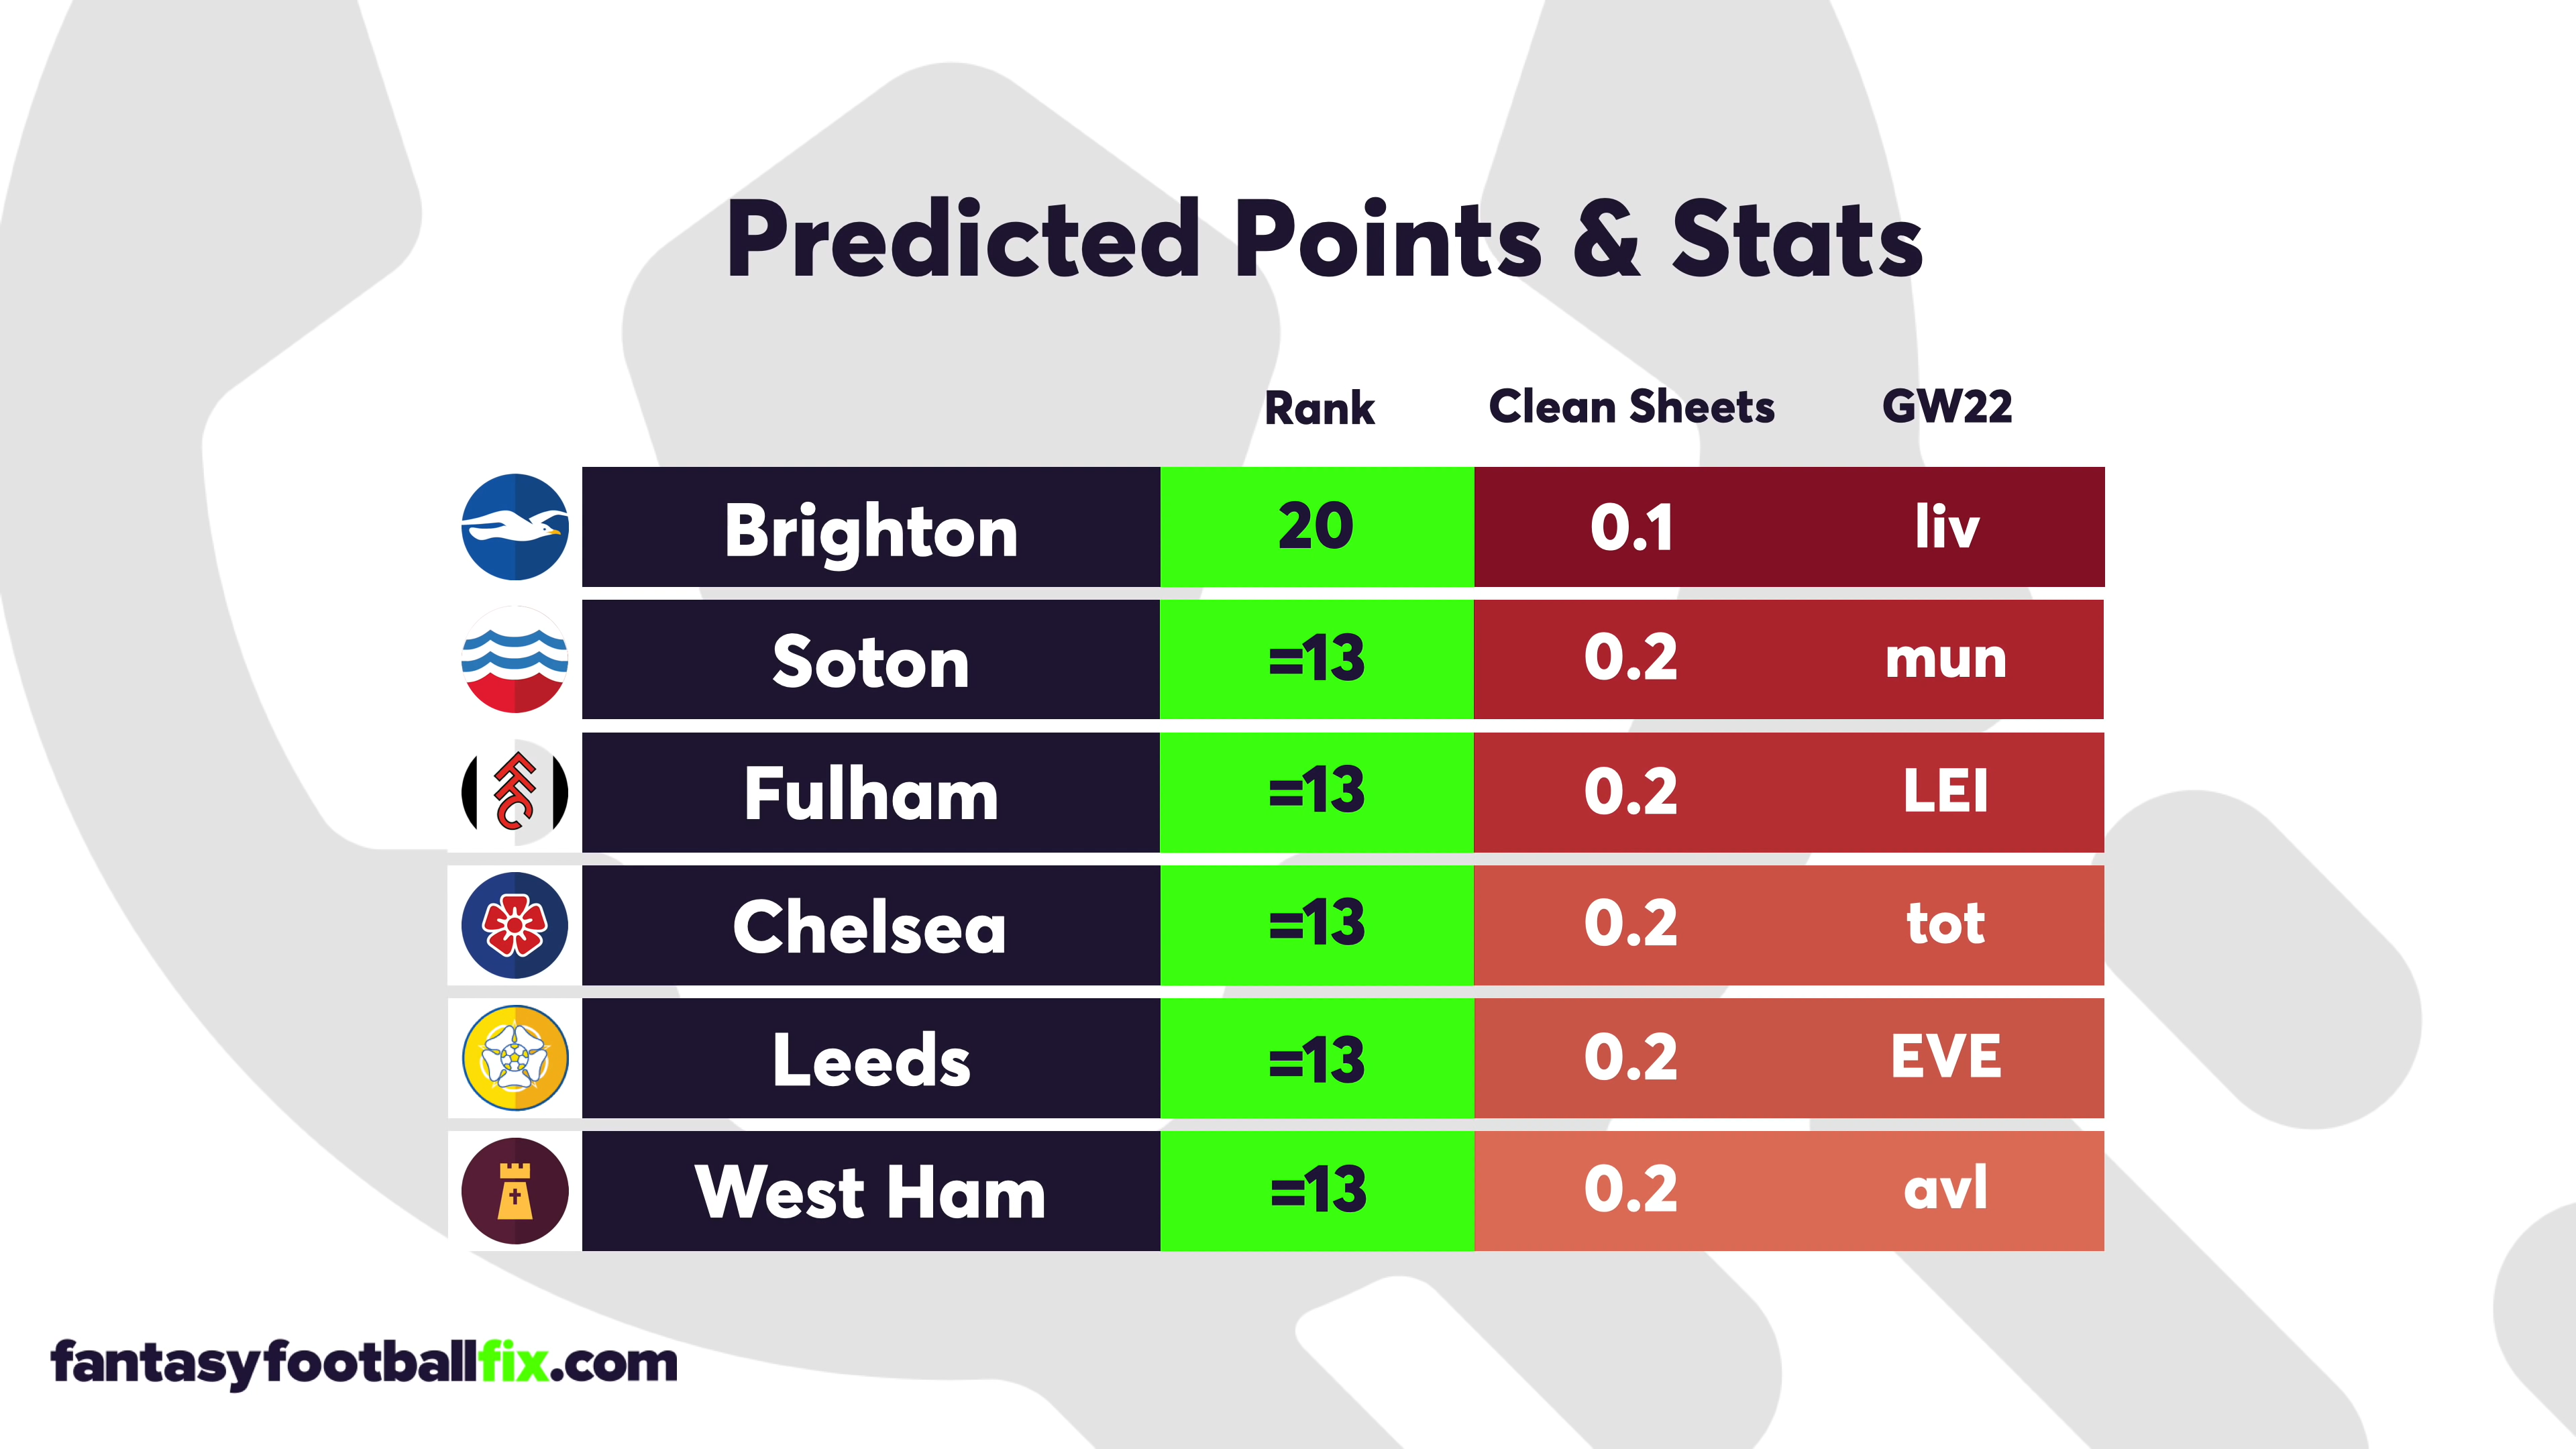 Predicted Points & Stats
Rank Clean Sheets GW22
Brighton 20 0.1 liv
Soton =13 0.2 mun
FFC Fulham =13 0.2 LEI
Chelsea =13 0.2 tot
Leeds =13 0.2 EVE
West Ham =13 0.2 avl
fantasyfootballfix.com